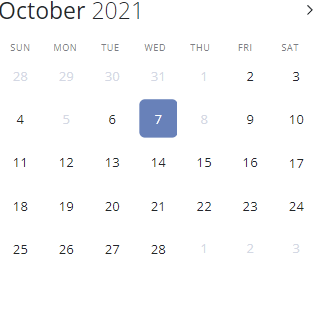 October 2021 >
SUN MON TUE WED THU FRI SAT
28 29 30 31 1 2 3
4 5 6 7 8 9 10
11 12 13 14 15 16 17
18 19 20 21 22 23 24
25 26 27 28 1 2 3